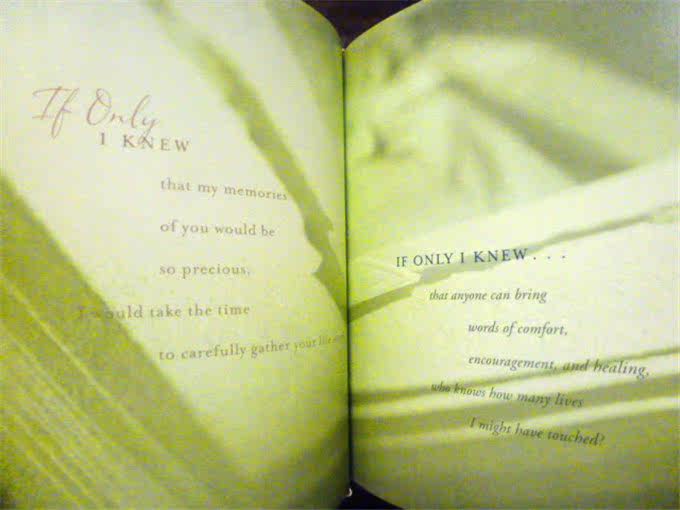 If Only
I KNEW
that my memories
of you would be
so precious,
I would take the time
to carefully gather your
IF ONLY I KNEW . . .
that anyone can bring
words of comfort,
encouragement, and healing,
who knows how many lives
I might have touched?